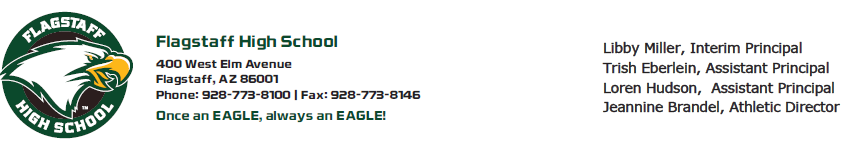 FLAGSTAFF
HIGH SCHOOL
TM
Flagstaff High School
400 West Elm Avenue
Flagstaff, AZ 86001
Phone: 928-773-8100 | Fax: 928-773-8146
Once an EAGLE, always an EAGLE!
Libby Miller, Interim Principal
Trish Eberlein, Assistant Principal
Loren Hudson,  Assistant Principal
Jeannine Brandel, Athletic Director